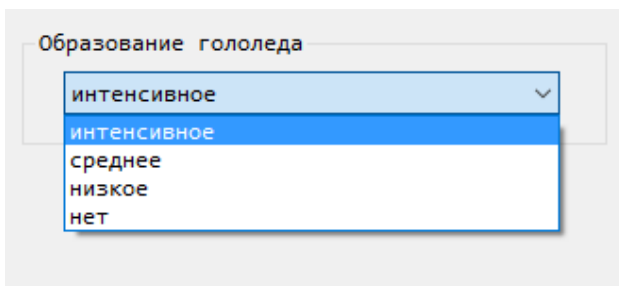 Образование гололеда
интенсивное
интенсивное
среднее
низкое
нет